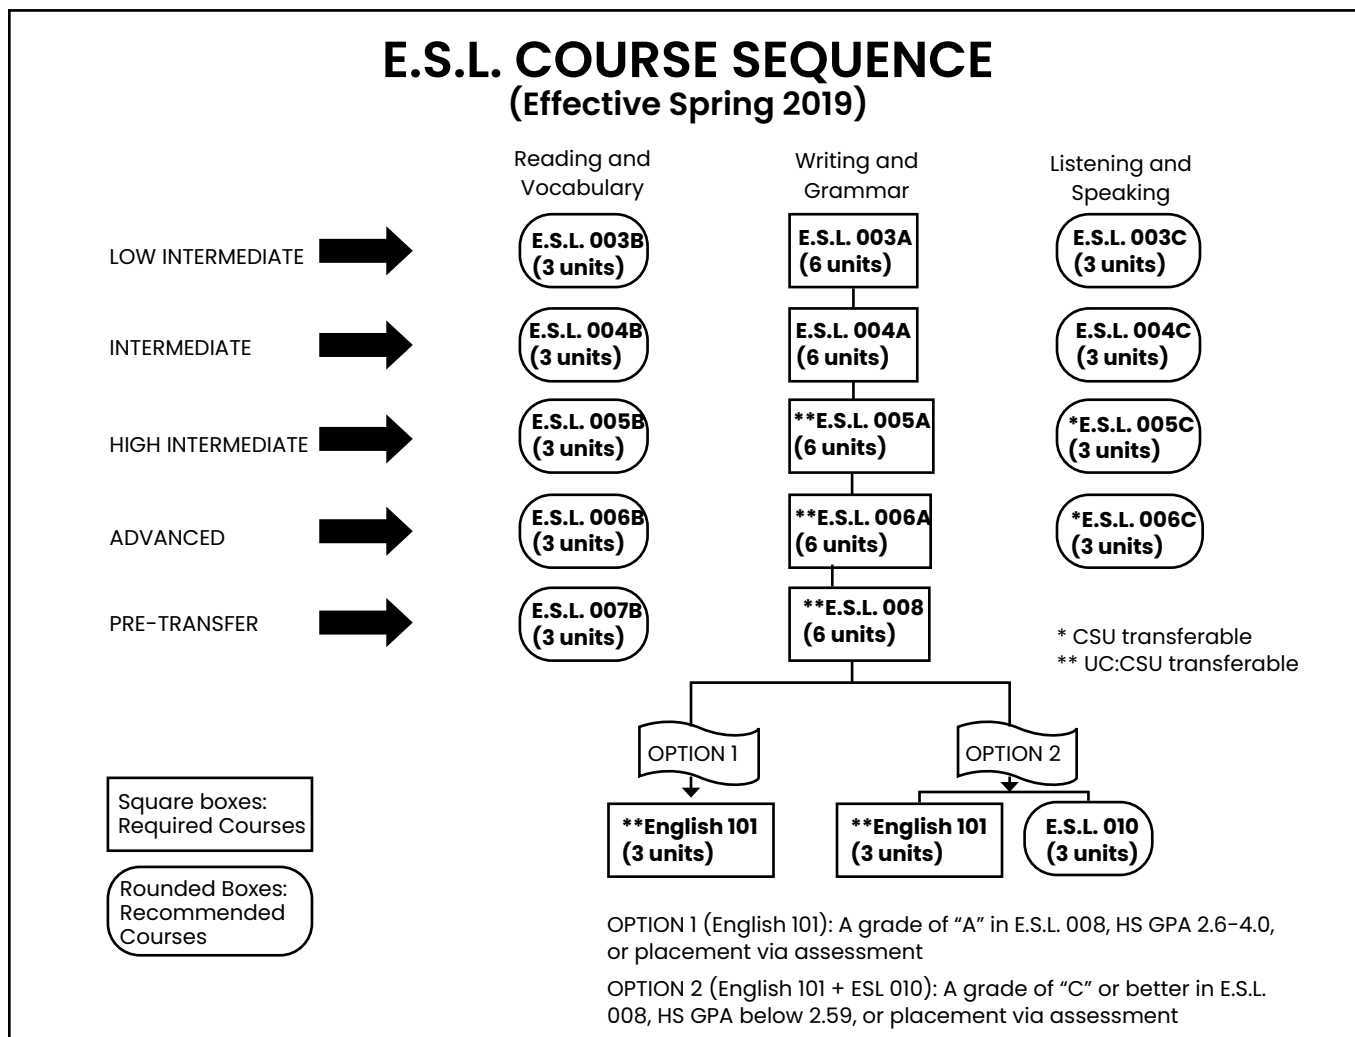 E.S.L. COURSE SEQUENCE
(Effective Spring 2019)
Reading and
Vocabulary
Writing and
Grammar
Listening and
Speaking
LOW INTERMEDIATE
E.S.L. 003B
(3 units)
E.S.L. 003A
(6 units)
E.S.L. 003C
(3 units)
INTERMEDIATE
E.S.L. 004B
(3 units)
E.S.L. 004A
(6 units)
E.S.L. 004C
(3 units)
HIGH INTERMEDIATE
E.S.L. 005B
(3 units)
**E.S.L. 005A
(6 units)
*E.S.L. 005C
(3 units)
ADVANCED
E.S.L. 006B
(3 units)
**E.S.L. 006A
(6 units)
*E.S.L. 006C
(3 units)
PRE-TRANSFER
E.S.L. 007B
(3 units)
**E.S.L. 008
(6 units)
* CSU transferable
** UC:CSU transferable
OPTION 1
OPTION 2
Square boxes:
Required Courses
**English 101
(3 units)
**English 101
(3 units)
E.S.L. 010
(3 units)
Rounded Boxes:
Recommended
Courses
OPTION 1 (English 101): A grade of “A” in E.S.L. 008, HS GPA 2.6-4.0,
or placement via assessment
OPTION 2 (English 101 + ESL 010): A grade of “C” or better in E.S.L.
008, HS GPA below 2.59, or placement via assessment